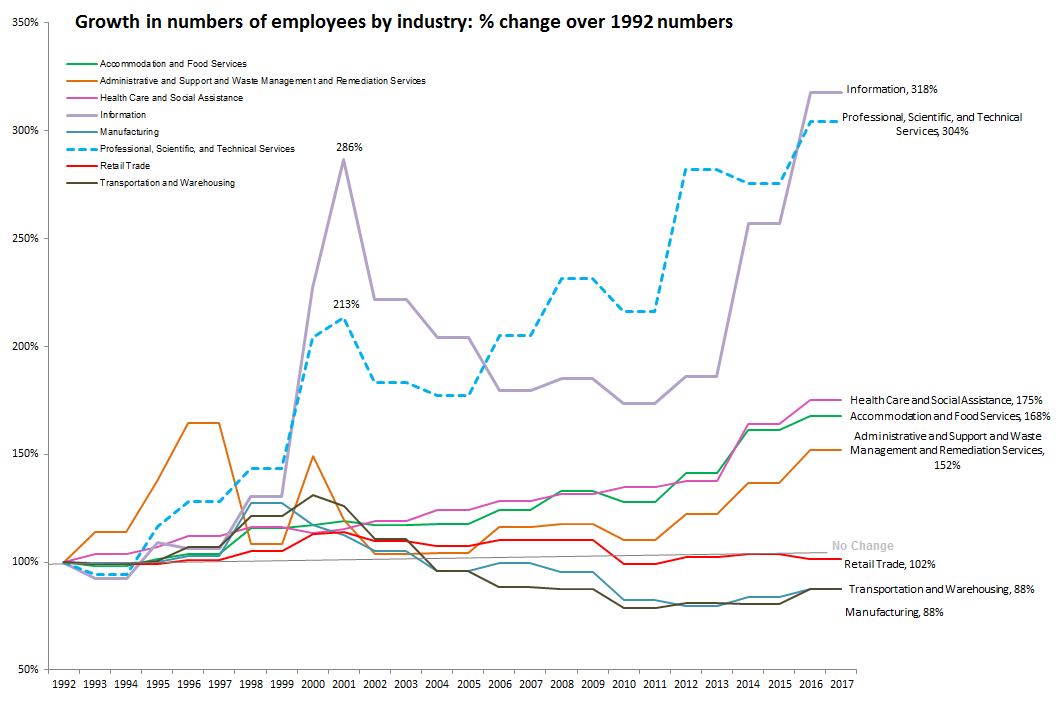 Growth in numbers of employees by industry: % change over 1992 numbers
350%
300%
250%
200%
150%
100%
50%
Accommodation and Food Services
Administrative and Support and Waste Management and Remediation Services
Health Care and Social Assistance
Information
Manufacturing
Professional, Scientific, and Technical Services
Retail Trade
Transportation and Warehousing
286%
213%
Information, 318%
Professional, Scientific, and Technical
Services, 304%
Health Care and Social Assistance, 175%
Accommodation and Food Services, 168%
Administrative and Support and Waste
Management and Remediation Services,
152%
No Change
Retail Trade, 102%
Transportation and Warehousing, 88%
Manufacturing, 88%
1992 1993 1994 1995 1996 1997 1998 1999 2000 2001 2002 2003 2004 2005 2006 2007 2008 2009 2010 2011 2012 2013 2014 2015 2016 2017